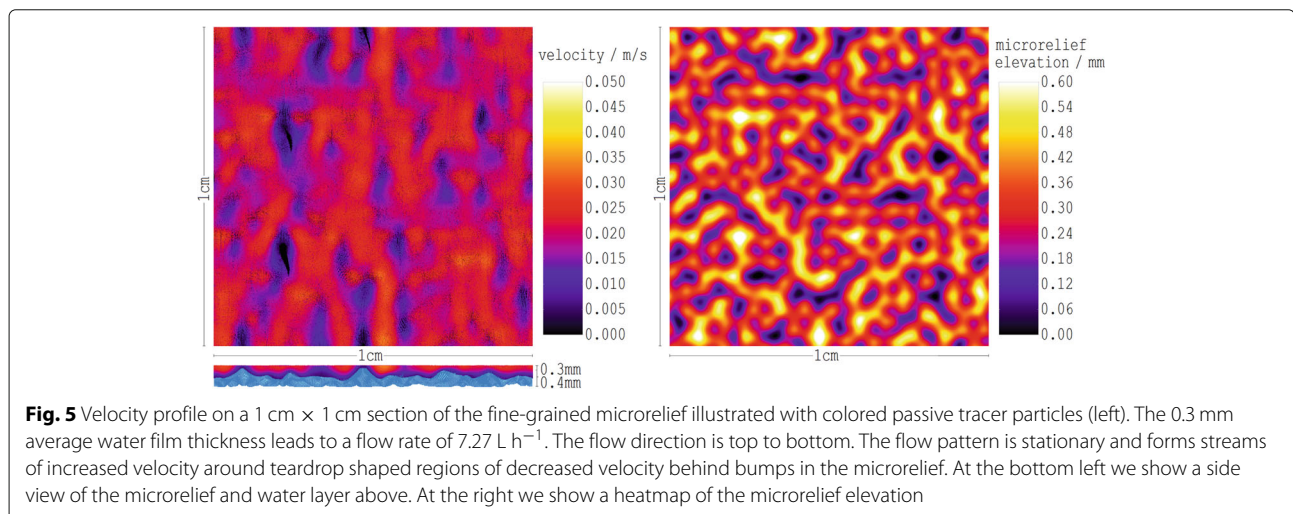 1cm
velocity / m/s
0.050
0.045
0.040
0.035
0.030
0.025
0.020
0.015
0.010
0.005
0.000
1cm
0.3mm
0.4mm
1cm
microrelief
elevation / mm
0.60
0.54
0.48
0.42
0.36
0.30
0.24
0.18
0.12
0.06
0.00
1cm
Fig. 5 Velocity profile on a 1 cm × 1 cm section of the fine-grained microrelief illustrated with colored passive tracer particles (left). The 0.3 mm
average water film thickness leads to a flow rate of 7.27 L h⁻¹. The flow direction is top to bottom. The flow pattern is stationary and forms streams
of increased velocity around teardrop shaped regions of decreased velocity behind bumps in the microrelief. At the bottom left we show a side
view of the microrelief and water layer above. At the right we show a heatmap of the microrelief elevation